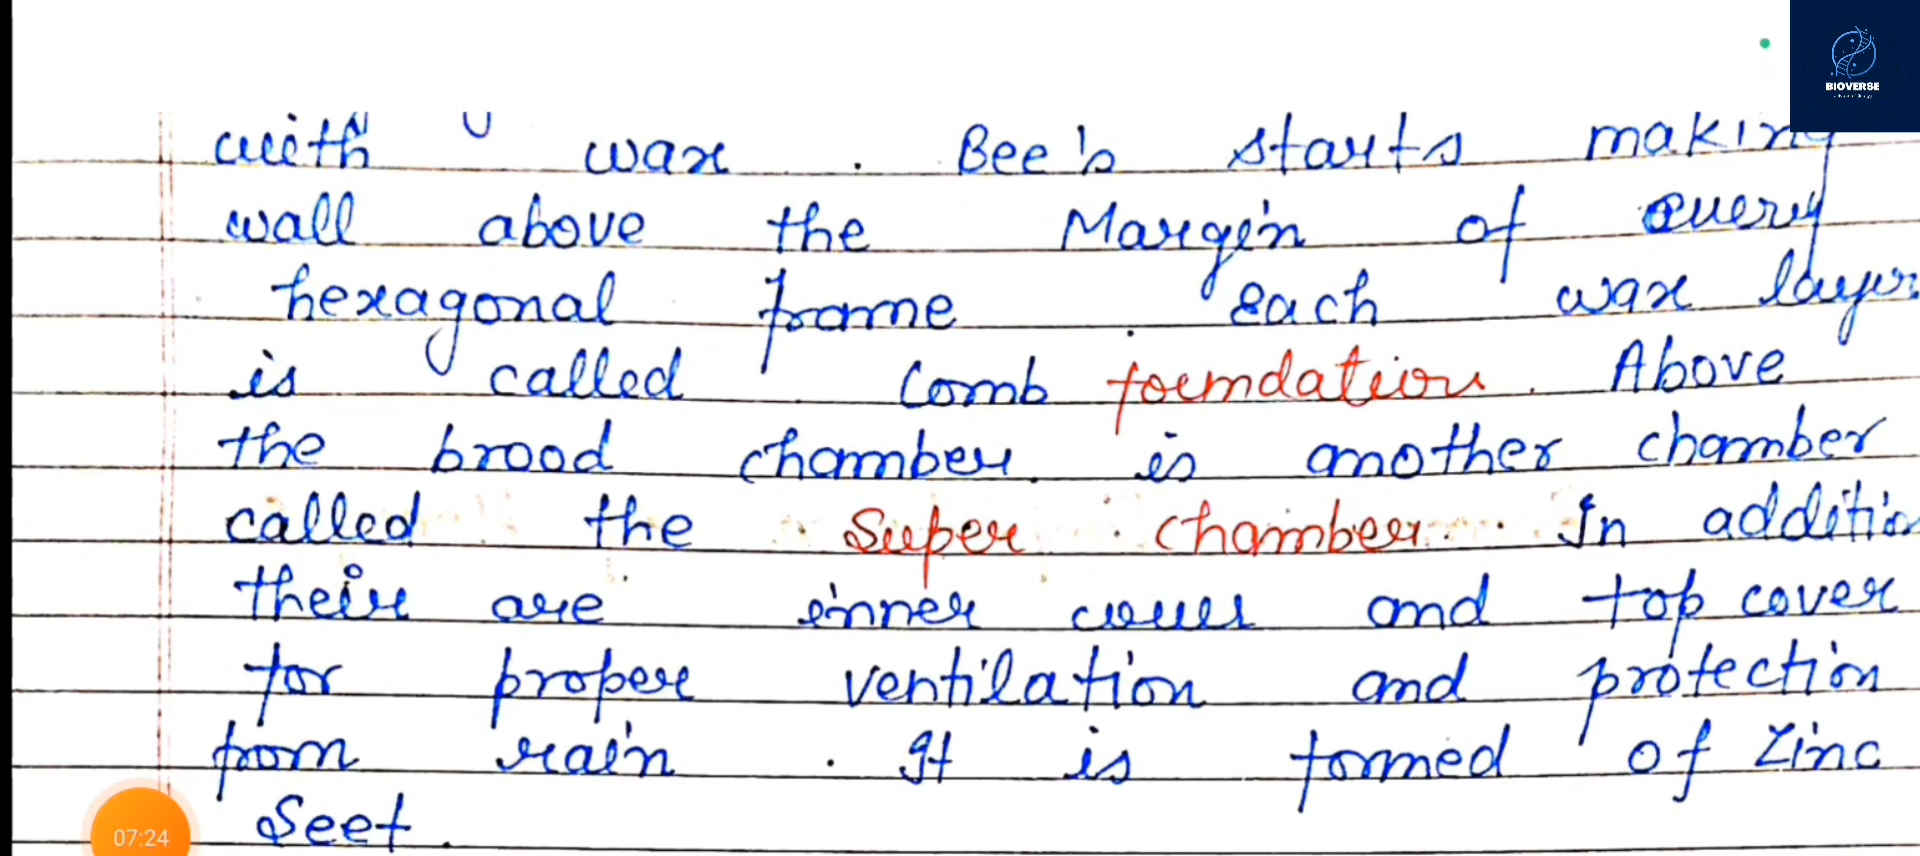 BIOVERSE
with wax . Bee's starts making
wall above the Margin of every
hexagonal frame . each wax layer
is called Comb foundation . Above
the brood chamber is another chamber
called the Super chamber . In additio
their are inner cover and top cover
for proper ventilation and protection
from rain . It is formed of Zinc
Seet .
07:24